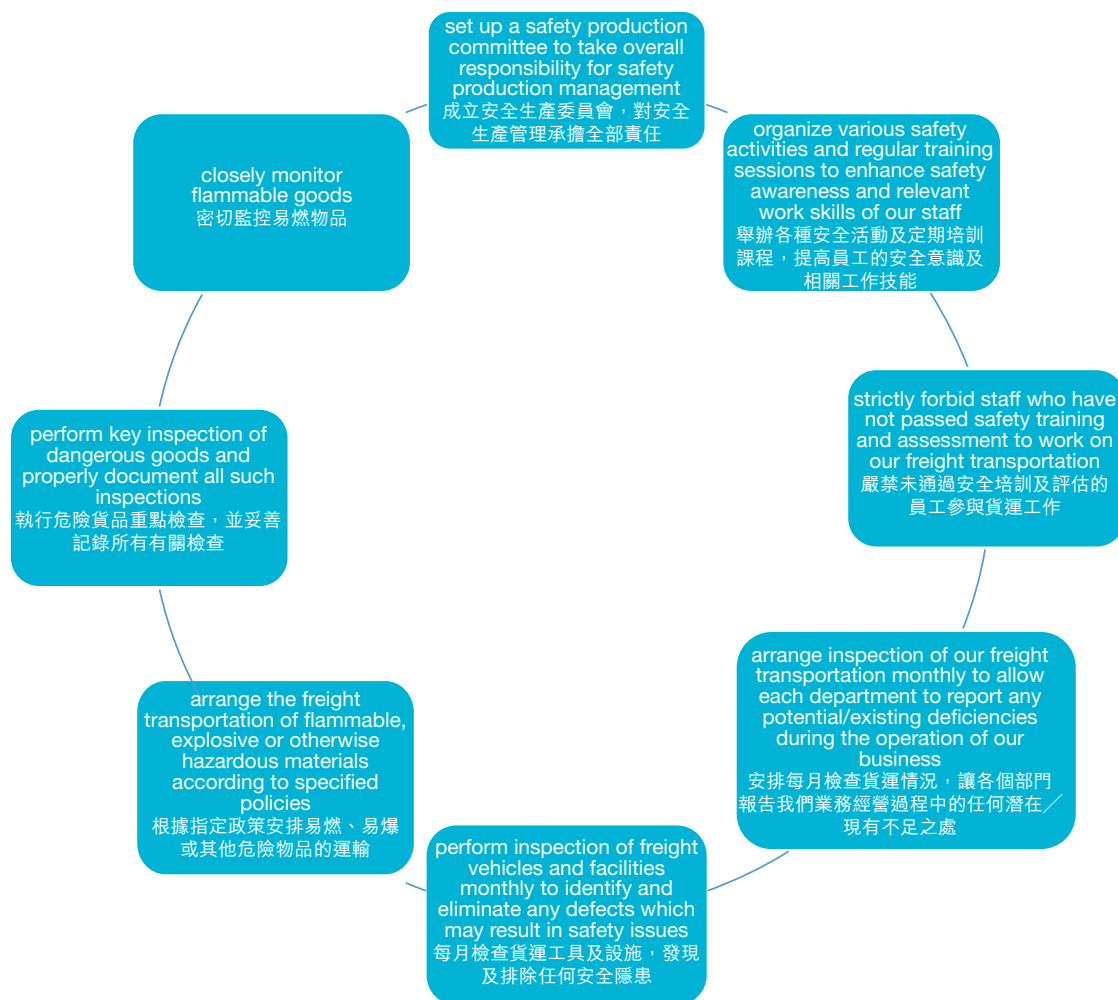 set up a safety production
committee to take overall
responsibility for safety
production management
成立安全生產委員會，對安全
生產管理承擔全部責任
organize various safety
activities and regular training
sessions to enhance safety
awareness and relevant
work skills of our staff
舉辦各種安全活動及定期培訓
課程，提高員工的安全意識及
相關工作技能
strictly forbid staff who have
not passed safety training
and assessment to work on
our freight transportation
嚴禁未通過安全培訓及評估的
員工參與貨運工作
arrange inspection of our freight
transportation monthly to allow
each department to report any
potential/existing deficiencies
during the operation of our
business
安排每月檢查貨運情況，讓各個部門
報告我們業務經營過程中的任何潛在╱
現有不足之處
perform inspection of freight
vehicles and facilities
monthly to identify and
eliminate any defects which
may result in safety issues
每月檢查貨運工具及設施，發現
及排除任何安全隱患
arrange the freight
transportation of flammable,
explosive or otherwise
hazardous materials
according to specified
policies
根據指定政策安排易燃、易爆
或其他危險物品的運輸
perform key inspection of
dangerous goods and
properly document all such
inspections
執行危險貨品重點檢查，並妥善
記錄所有有關檢查
closely monitor
flammable goods
密切監控易燃物品